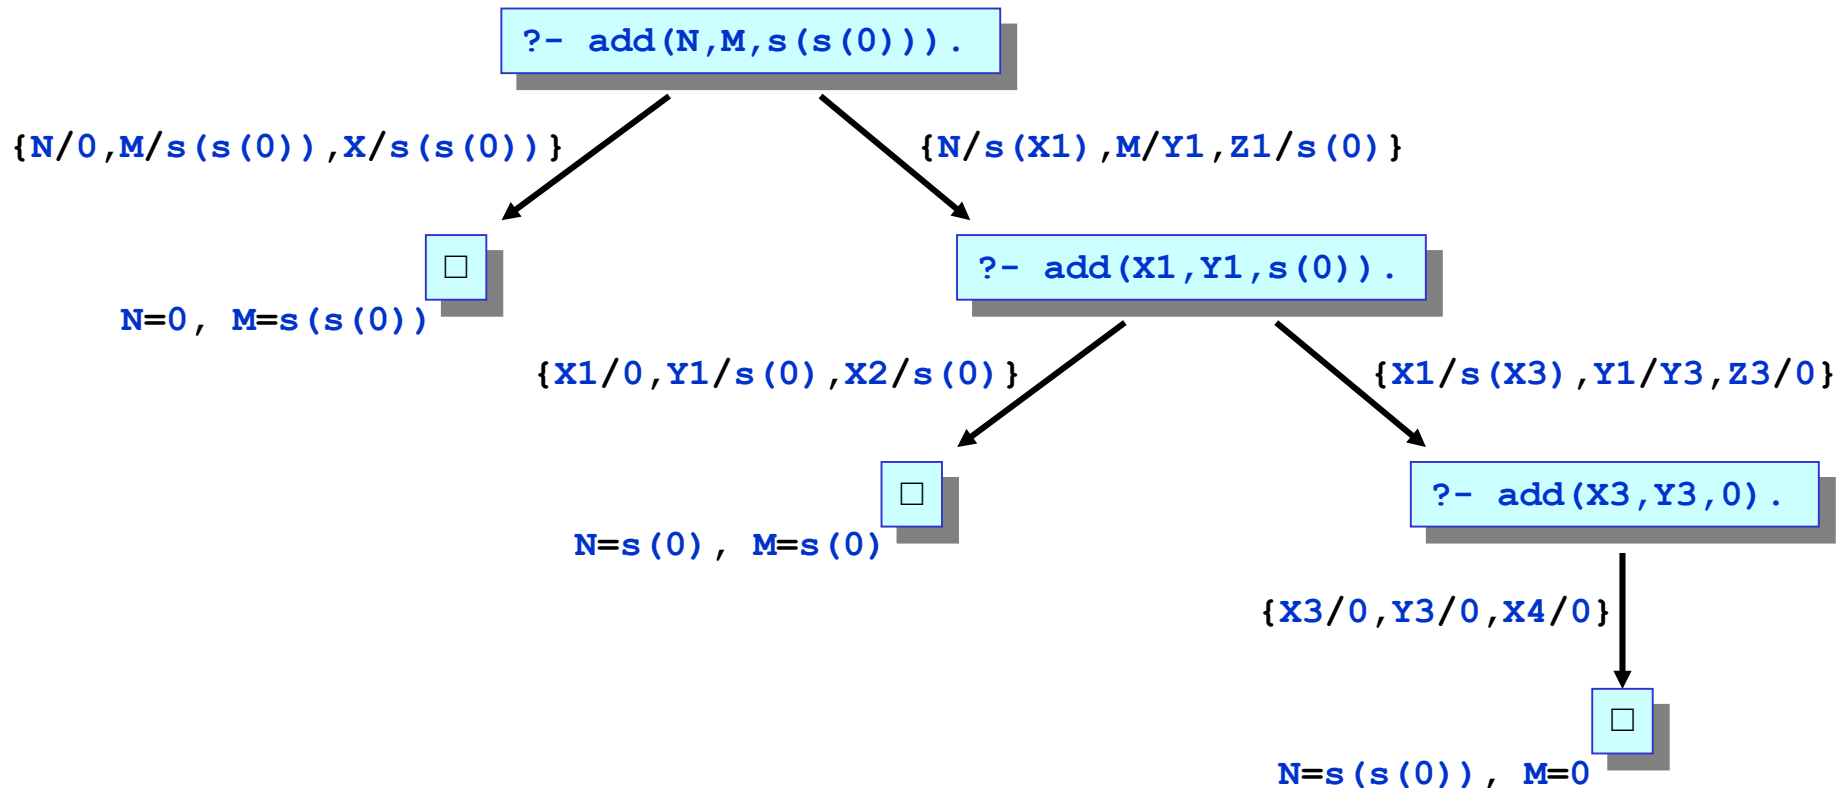 ?- add(N,M,s(s(0))).
{N/0,M/s(s(0)),X/s(s(0))}
{N/s(X1),M/Y1,Z1/s(0)}
□
?- add(X1,Y1,s(0)).
N=0, M=s(s(0))
{X1/0,Y1/s(0),X2/s(0)}
{X1/s(X3),Y1/Y3,Z3/0}
□
?- add(X3,Y3,0).
N=s(0), M=s(0)
{X3/0,Y3/0,X4/0}
□
N=s(s(0)), M=0